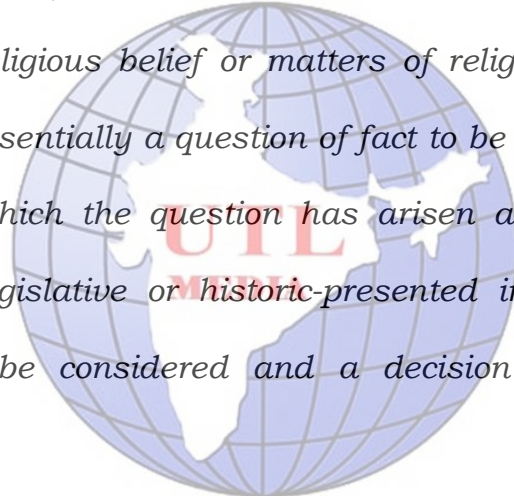 ligious belief or matters of relig
sentially a question of fact to be
hich the question has arisen a
UTL
gislative or historic-presented i
MEDIA
be considered and a decision